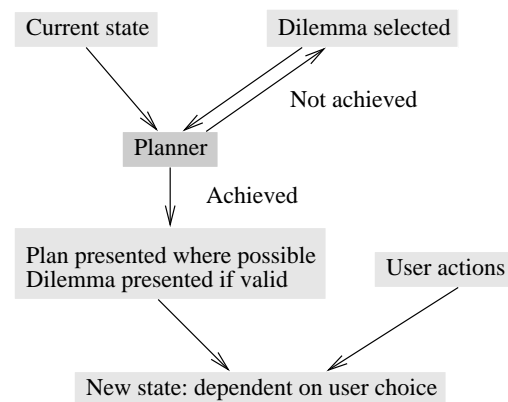 Current state
Dilemma selected
Not achieved
Planner
Achieved
Plan presented where possible
Dilemma presented if valid
User actions
New state: dependent on user choice